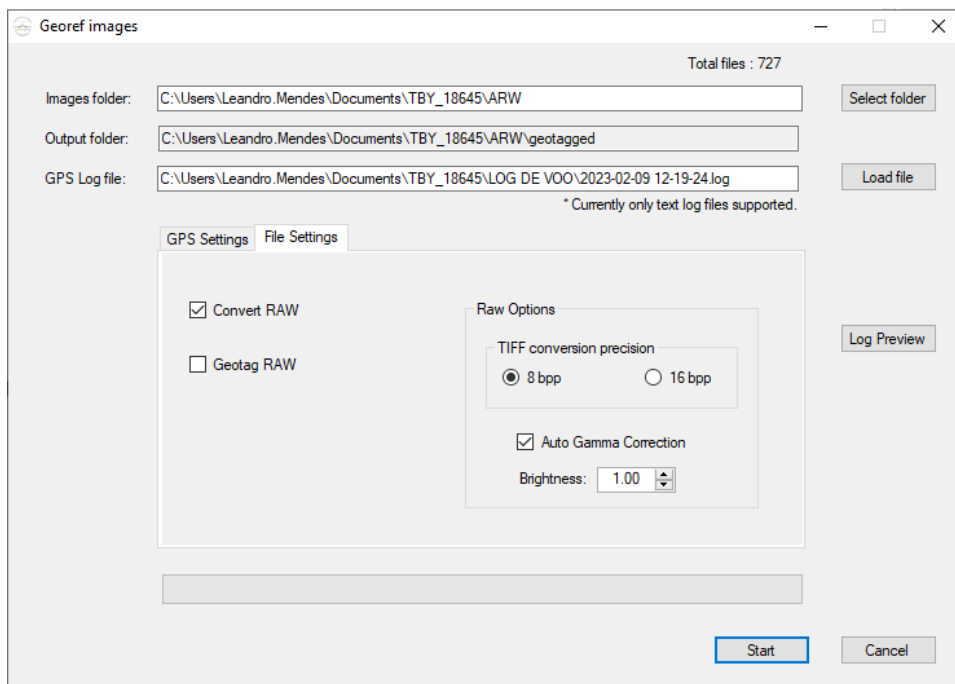 Georef images
Total files : 727
Images folder: C:\Users\Leandro.Mendes\Documents\TBY_18645\ARW Select folder
Output folder: C:\Users\Leandro.Mendes\Documents\TBY_18645\ARW\geotagged
GPS Log file: C:\Users\Leandro.Mendes\Documents\TBY_18645\LOG DE VOO\2023-02-09 12-19-24.log Load file
* Currently only text log files supported.
GPS Settings File Settings
Convert RAW Raw Options
Log Preview
TIFF conversion precision
Geotag RAW
8 bpp 16 bpp
Auto Gamma Correction
Brightness: 1.00
Start Cancel